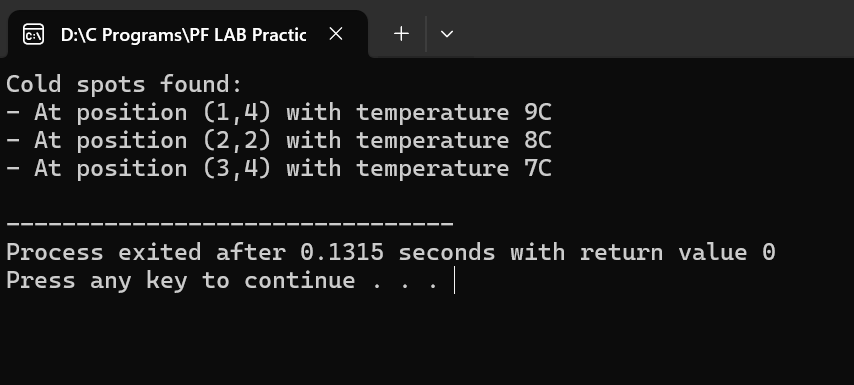 D:\C Programs\PF LAB Practic
Cold spots found:
- At position (1,4) with temperature 9C
- At position (2,2) with temperature 8C
- At position (3,4) with temperature 7C
--------------------------------
Process exited after 0.1315 seconds with return value 0
Press any key to continue . . .